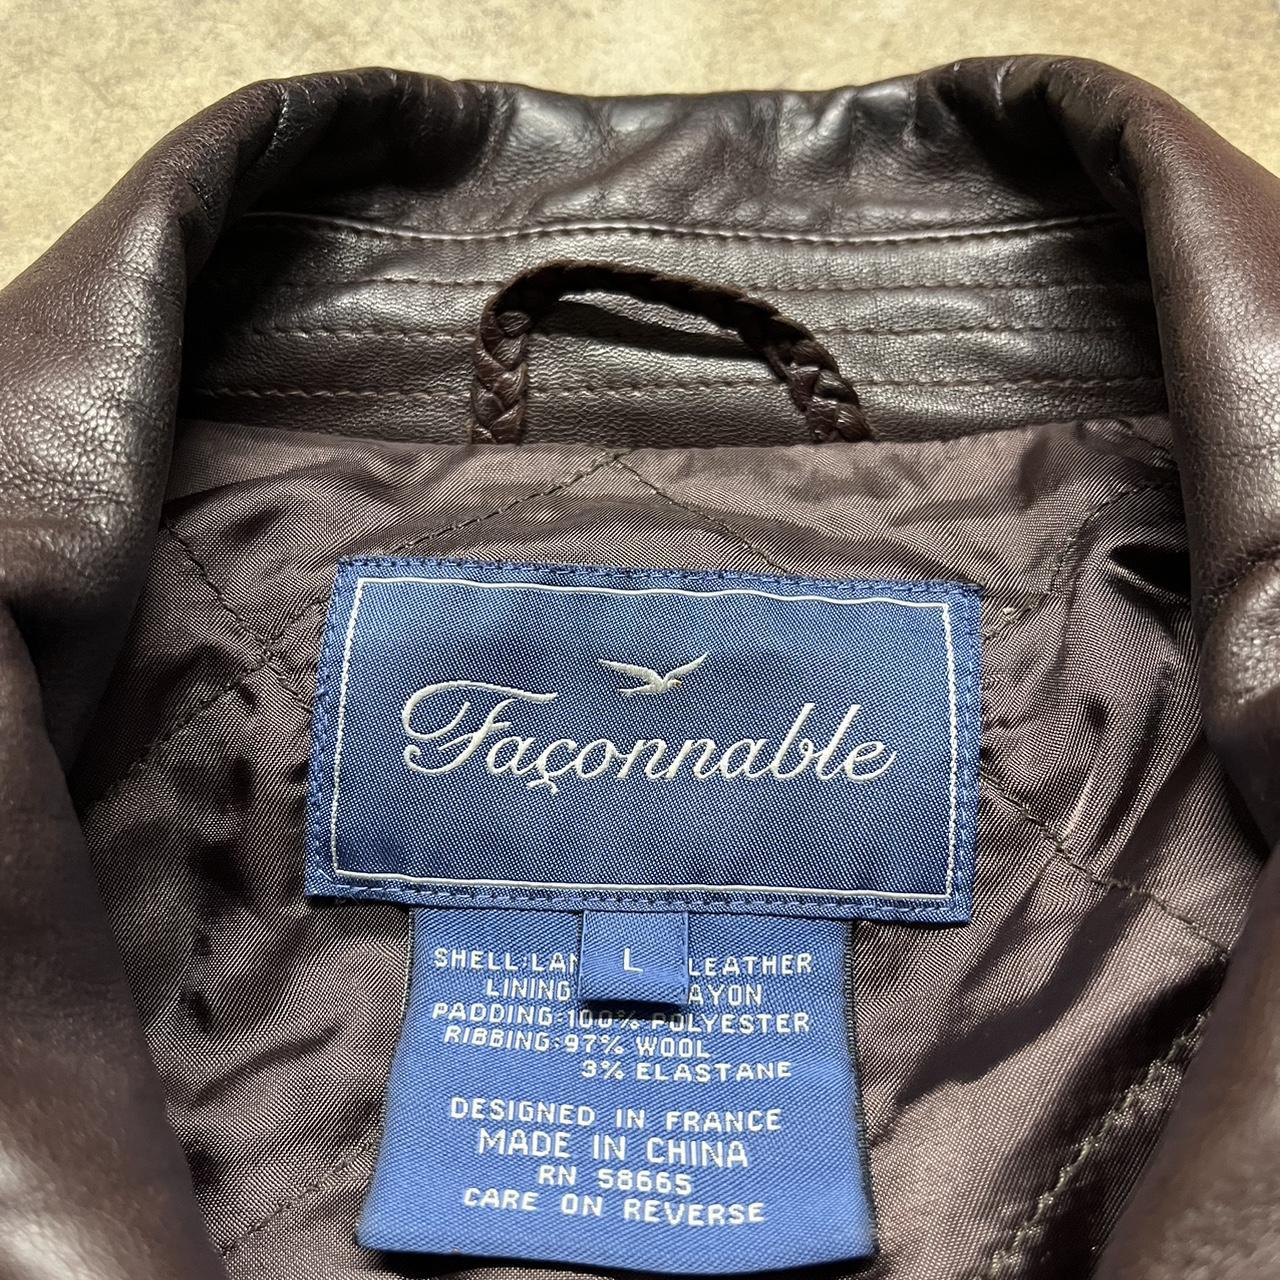 Façonnable
L
SHELL: LEATHER
LINING
PADDING:100% POLYESTER
RIBBING:97% WOOL
3% ELASTANE
DESIGNED IN FRANCE
MADE IN CHINA
RN 58665
CARE ON REVERSE